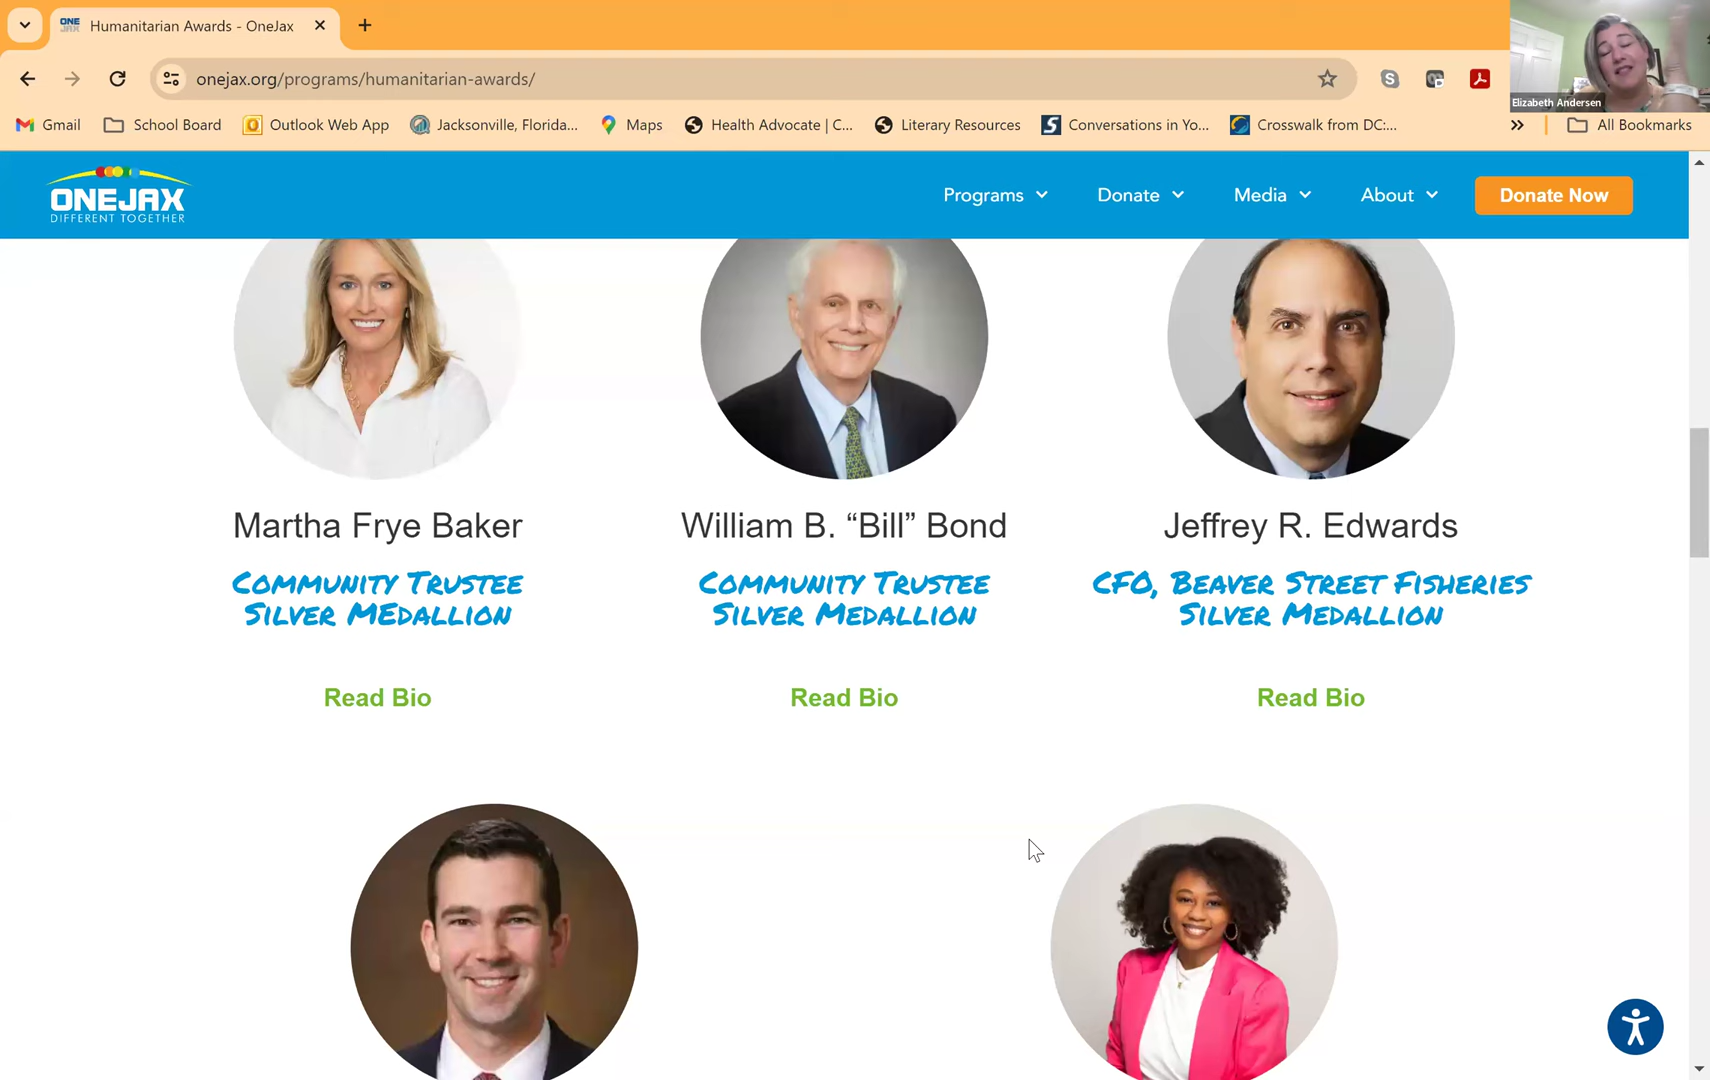 Humanitarian Awards - OneJax
onejax.org/programs/humanitarian-awards/
Elizabeth Andersen
Gmail School Board Outlook Web App Jacksonville, Florida... Maps Health Advocate | C... Literary Resources Conversations in Yo... Crosswalk from DC:... » All Bookmarks
ONEJAX
DIFFERENT TOGETHER
Programs Donate Media About Donate Now
Martha Frye Baker
Community Trustee
Silver MEdallion
Read Bio
William B. “Bill” Bond
Community Trustee
Silver Medallion
Read Bio
Jeffrey R. Edwards
CFO, Beaver Street Fisheries
Silver Medallion
Read Bio